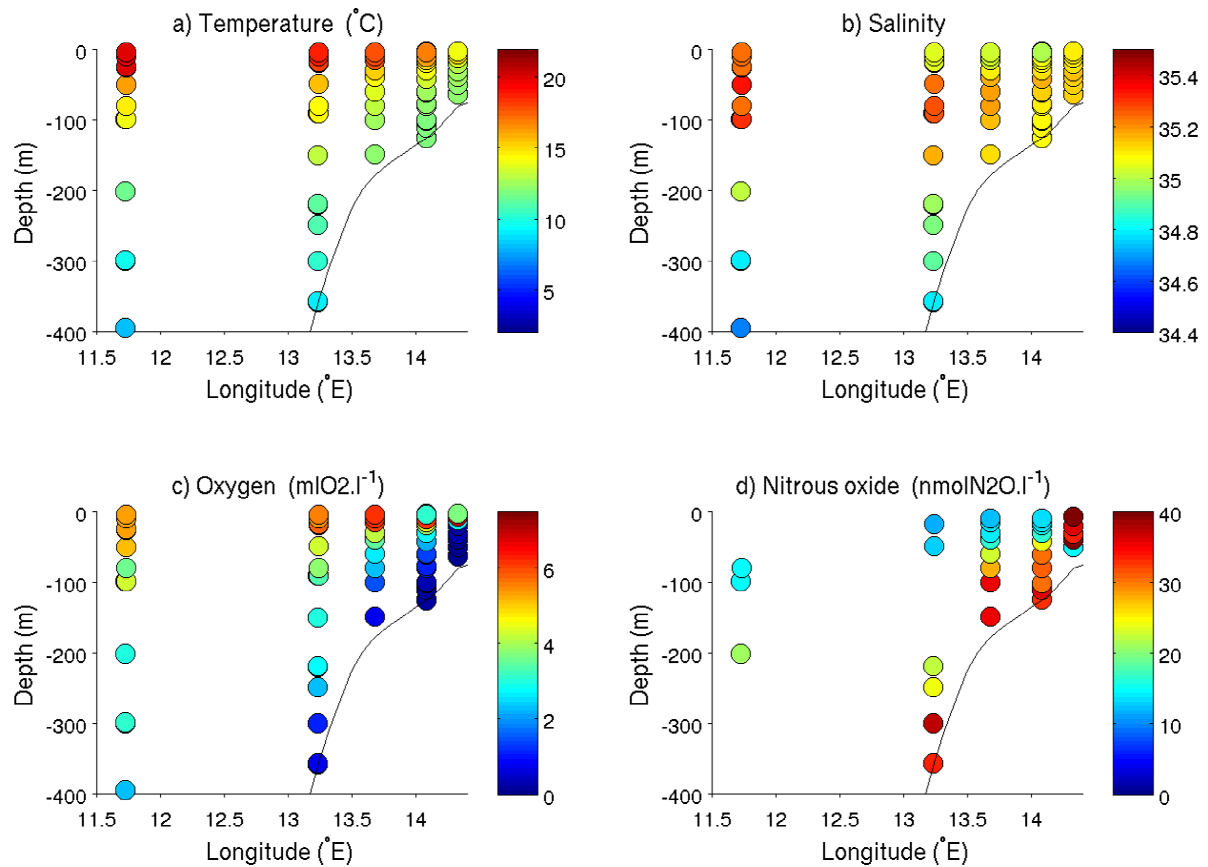 a) Temperature (˚C)
0
-100
-200
-300
-400
Depth (m)
11.5 12 12.5 13 13.5 14
Longitude (˚E)
20
15
10
5
b) Salinity
0
-100
-200
-300
-400
Depth (m)
11.5 12 12.5 13 13.5 14
Longitude (˚E)
35.4
35.2
35
34.8
34.6
34.4
c) Oxygen (mlO2.l⁻¹)
0
-100
-200
-300
-400
Depth (m)
11.5 12 12.5 13 13.5 14
Longitude (˚E)
6
4
2
0
d) Nitrous oxide (nmolN2O.l⁻¹)
0
-100
-200
-300
-400
Depth (m)
11.5 12 12.5 13 13.5 14
Longitude (˚E)
40
30
20
10
0